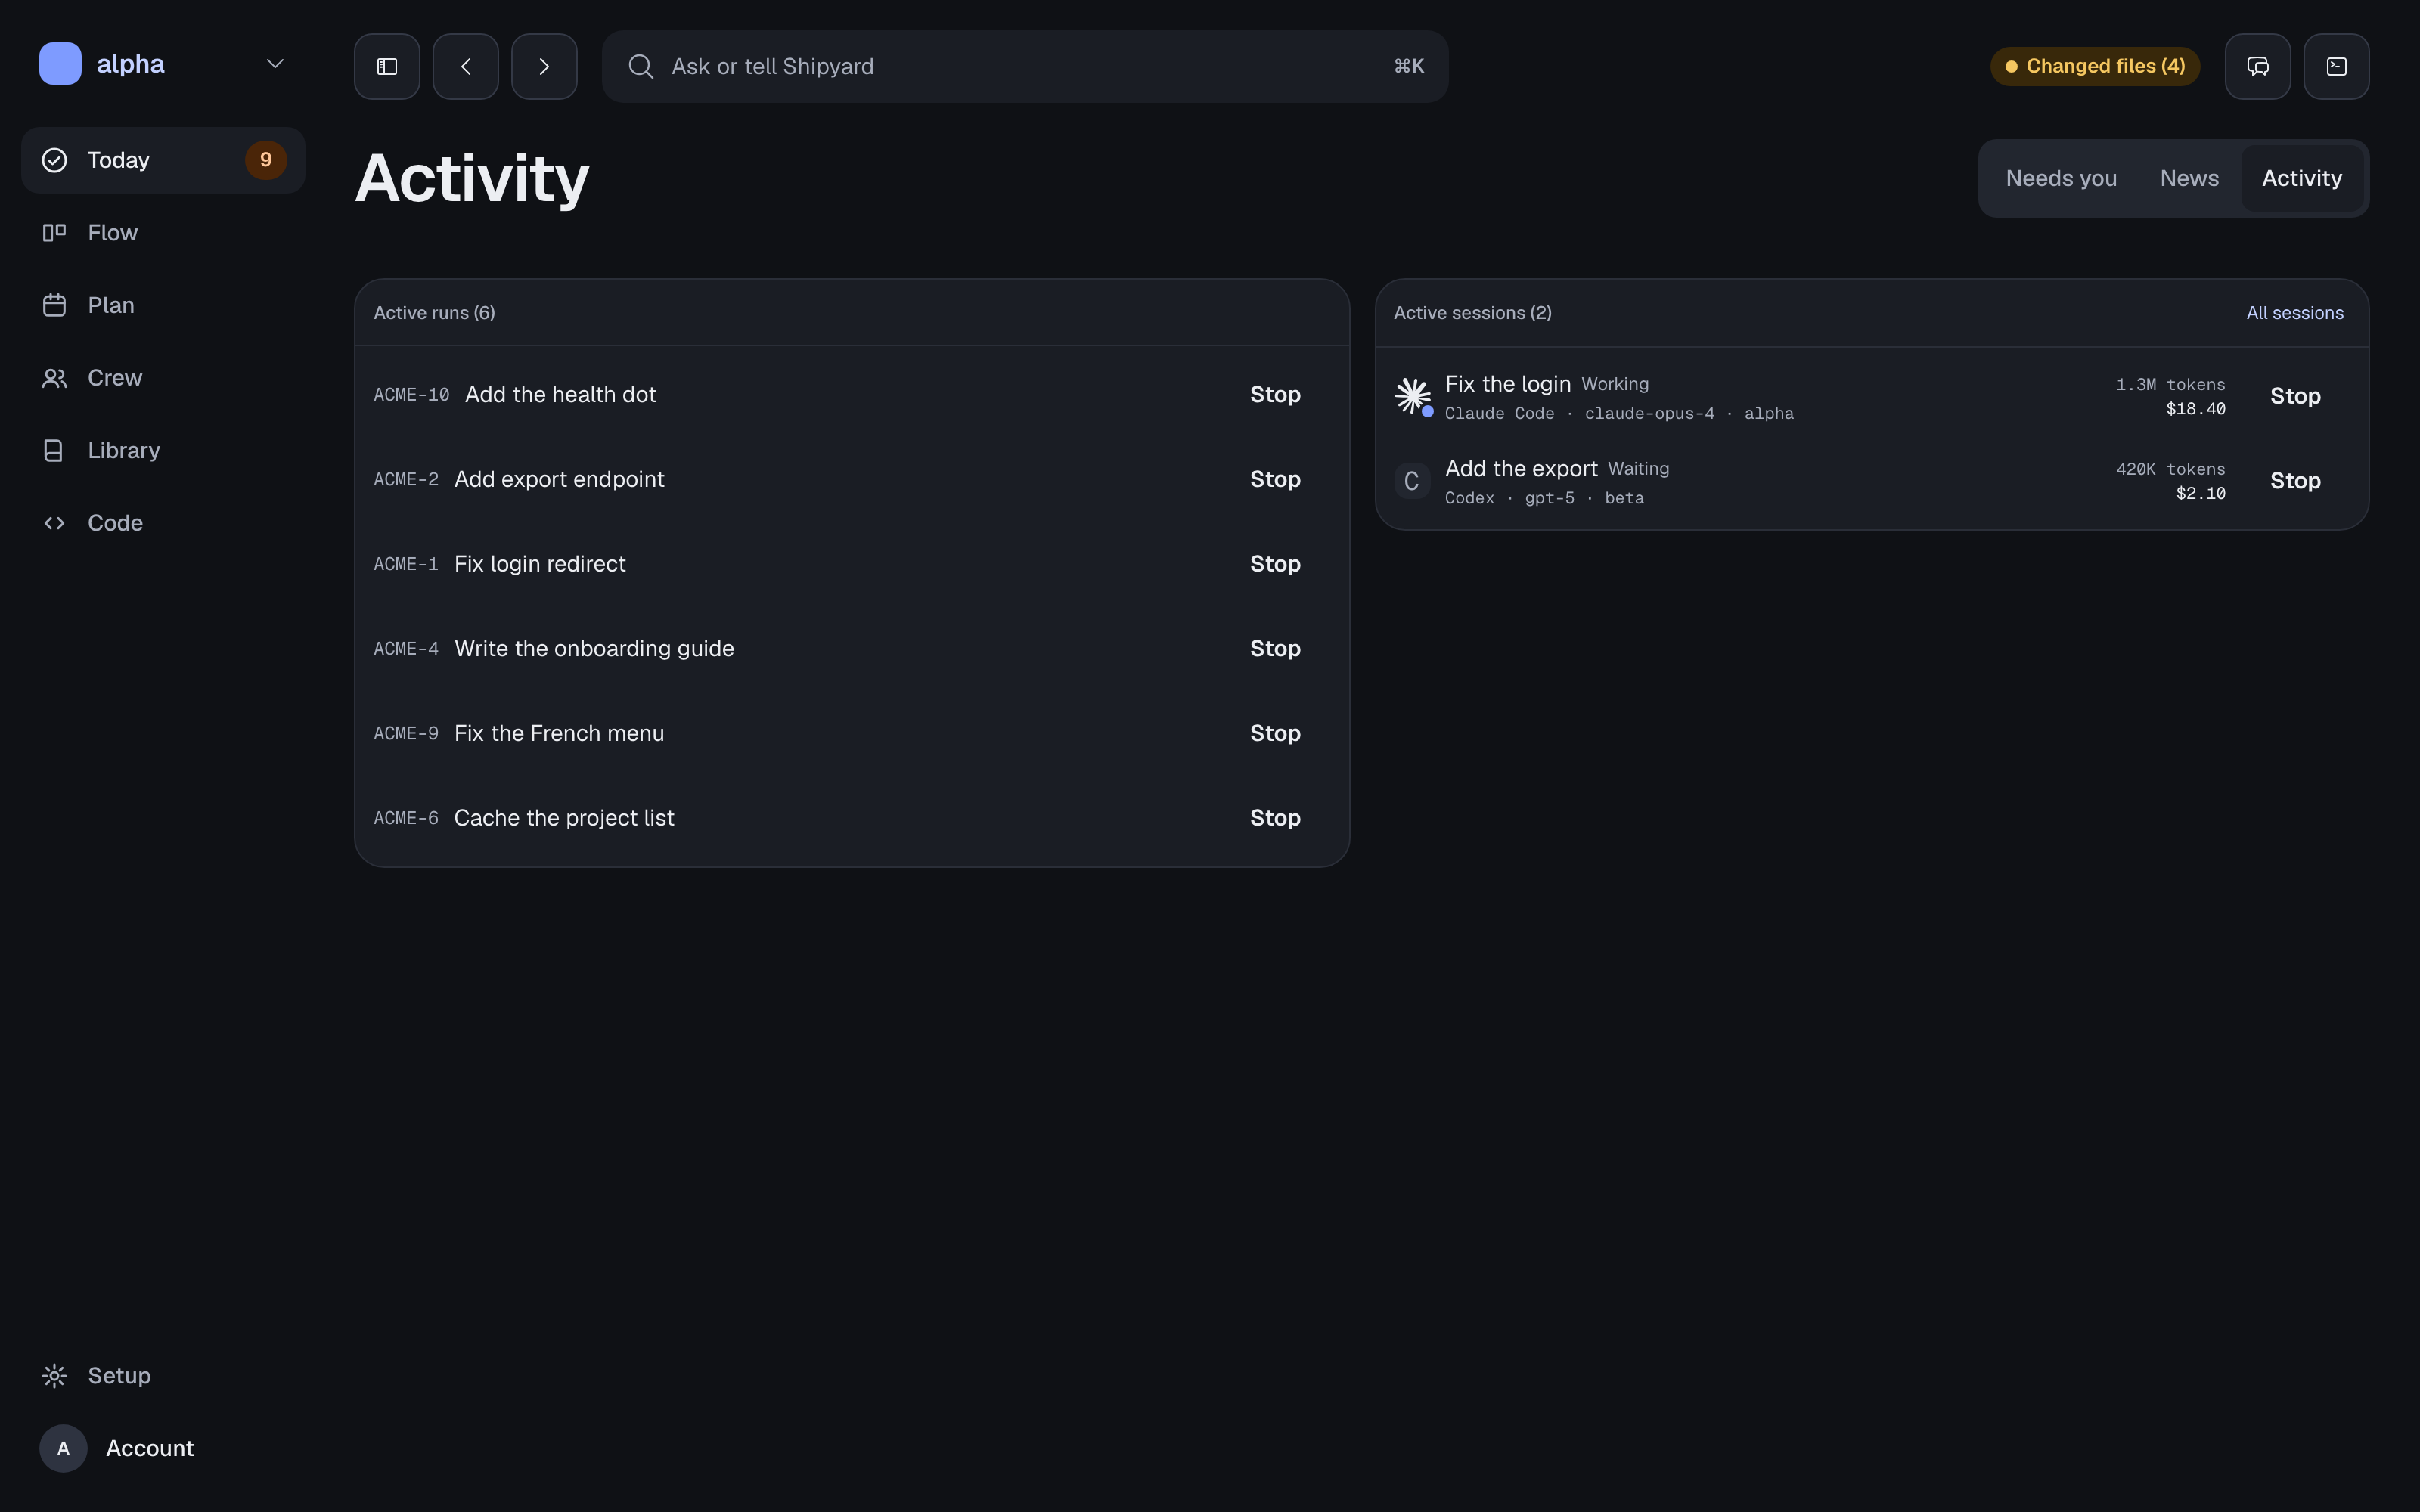 alpha
Ask or tell Shipyard
⌘K
Changed files (4)
Today
9
Flow
Plan
Crew
Library
Code
Setup
A
Account
Activity
Needs you
News
Activity
Active runs (6)
ACME-10 Add the health dot Stop
ACME-2 Add export endpoint Stop
ACME-1 Fix login redirect Stop
ACME-4 Write the onboarding guide Stop
ACME-9 Fix the French menu Stop
ACME-6 Cache the project list Stop
Active sessions (2)
All sessions
Fix the login Working
Claude Code · claude-opus-4 · alpha
1.3M tokens
$18.40
Stop
C
Add the export Waiting
Codex · gpt-5 · beta
420K tokens
$2.10
Stop